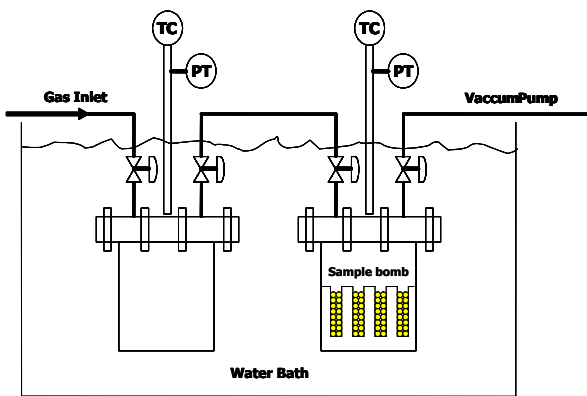 TC
TC
PT
PT
Gas Inlet
VaccumPump
Sample bomb
Water Bath